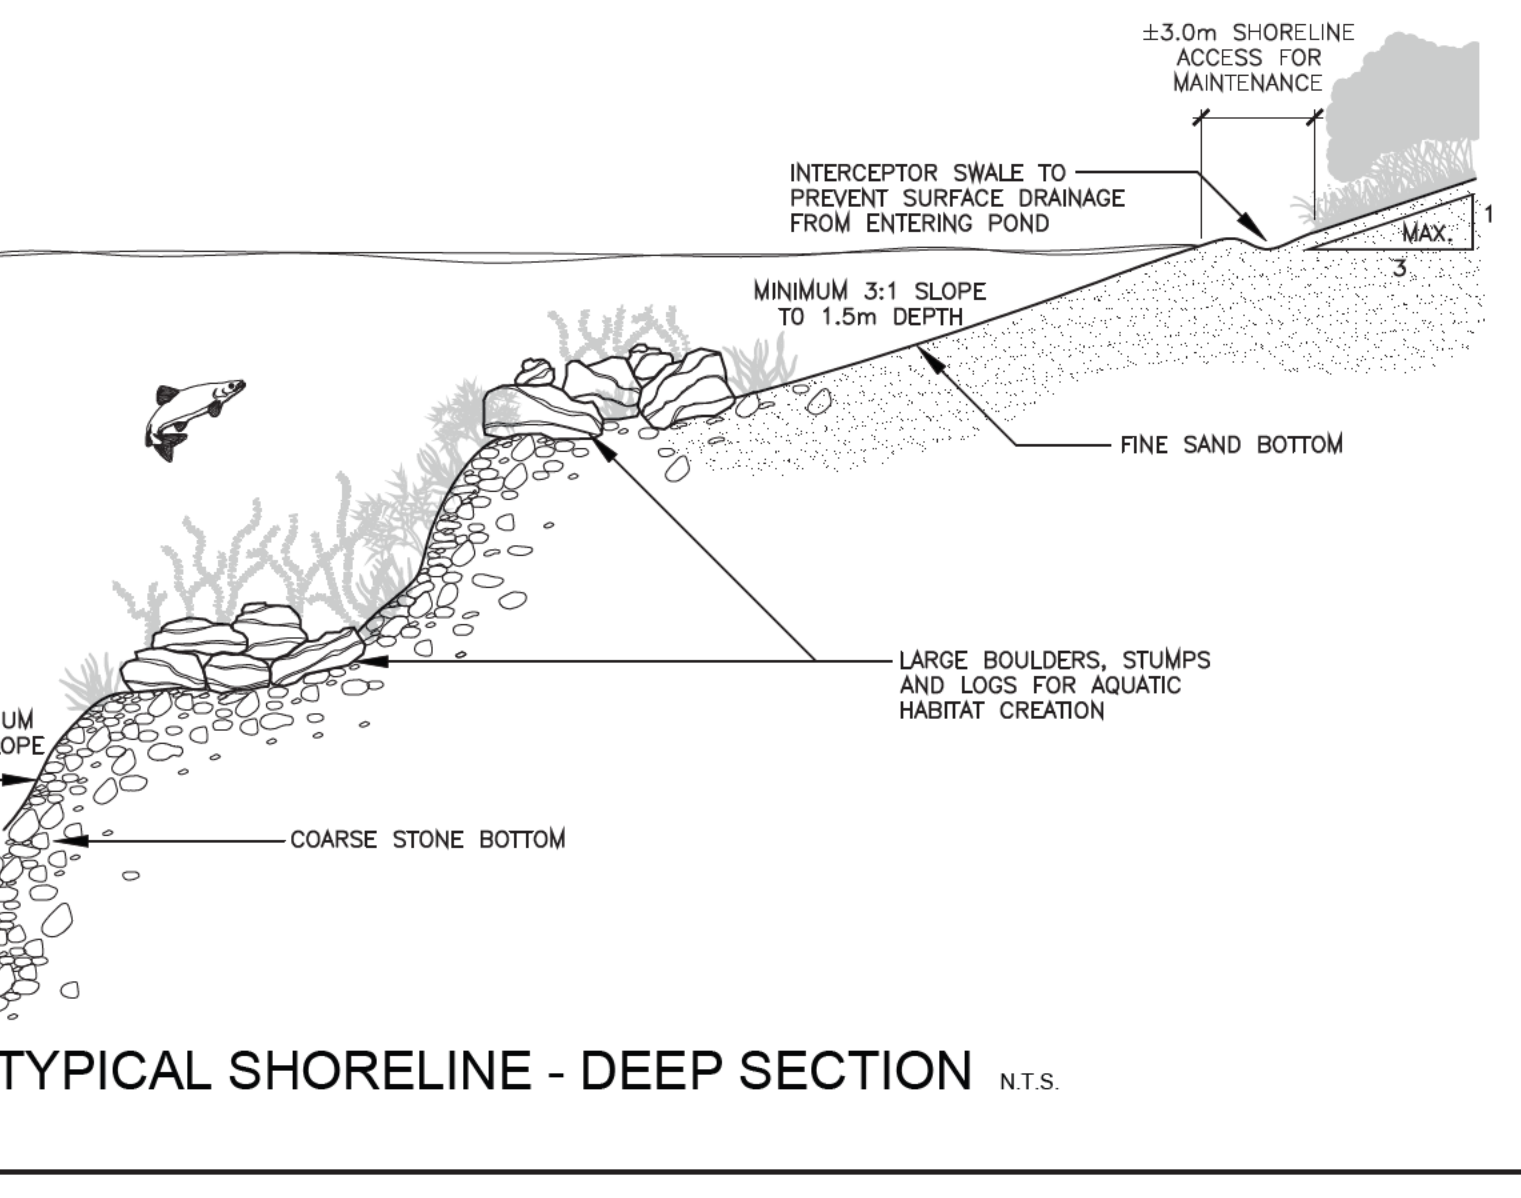 ±3.0m SHORELINE
ACCESS FOR
MAINTENANCE
INTERCEPTOR SWALE TO
PREVENT SURFACE DRAINAGE
FROM ENTERING POND
1
MAX.
3
MINIMUM 3:1 SLOPE
TO 1.5m DEPTH
FINE SAND BOTTOM
LARGE BOULDERS, STUMPS
AND LOGS FOR AQUATIC
HABITAT CREATION
UM
OPE
COARSE STONE BOTTOM
TYPICAL SHORELINE - DEEP SECTION N.T.S.